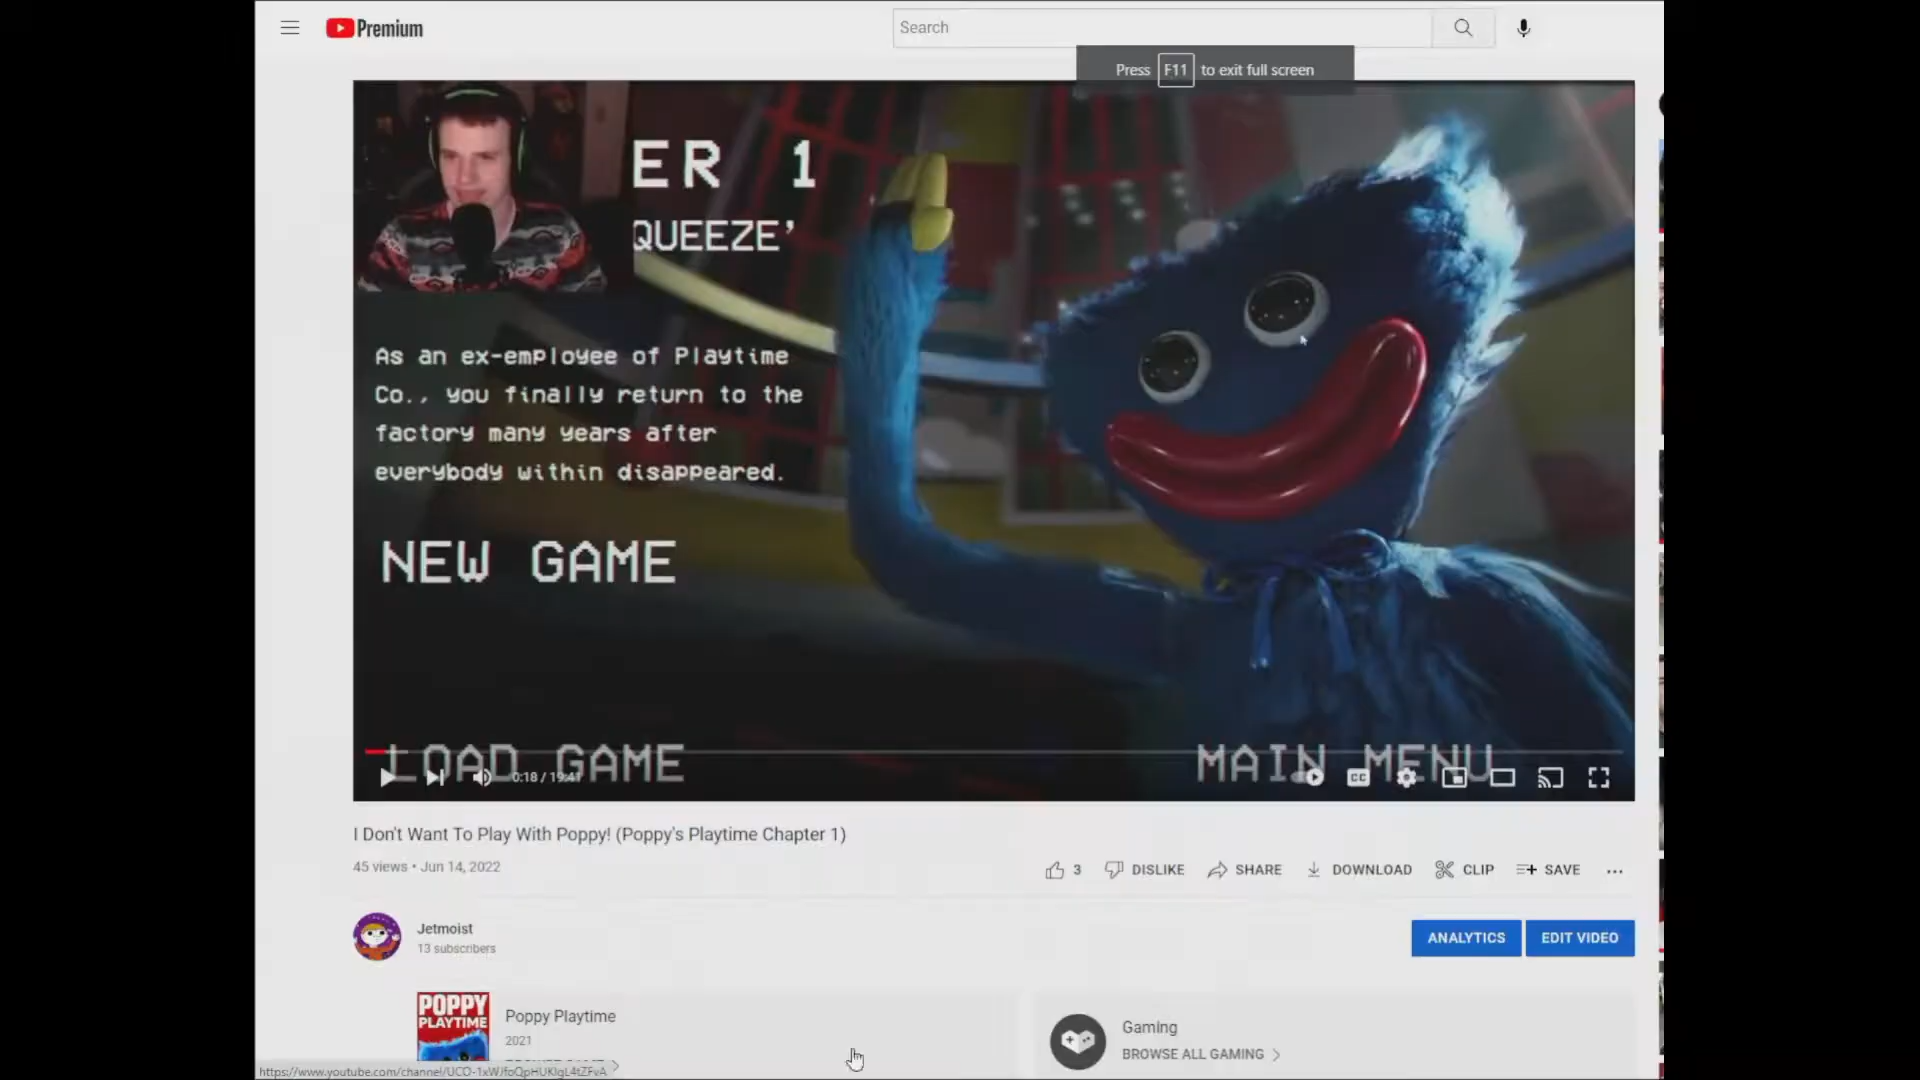 Premium
Search
Press F11 to exit full screen
ER 1
QUEEZE'
As an ex-employee of Playtime
Co., you finally return to the
factory many years after
everybody within disappeared.
NEW GAME
LOAD GAME
MAIN MENU
0:18 / 19:41
CC
I Don't Want To Play With Poppy! (Poppy's Playtime Chapter 1)
45 views • Jun 14, 2022
3
DISLIKE
SHARE
DOWNLOAD
CLIP
SAVE
Jetmoist
13 subscribers
ANALYTICS
EDIT VIDEO
POPPY
PLAYTIME
Poppy Playtime
2021
Gaming
BROWSE ALL GAMING